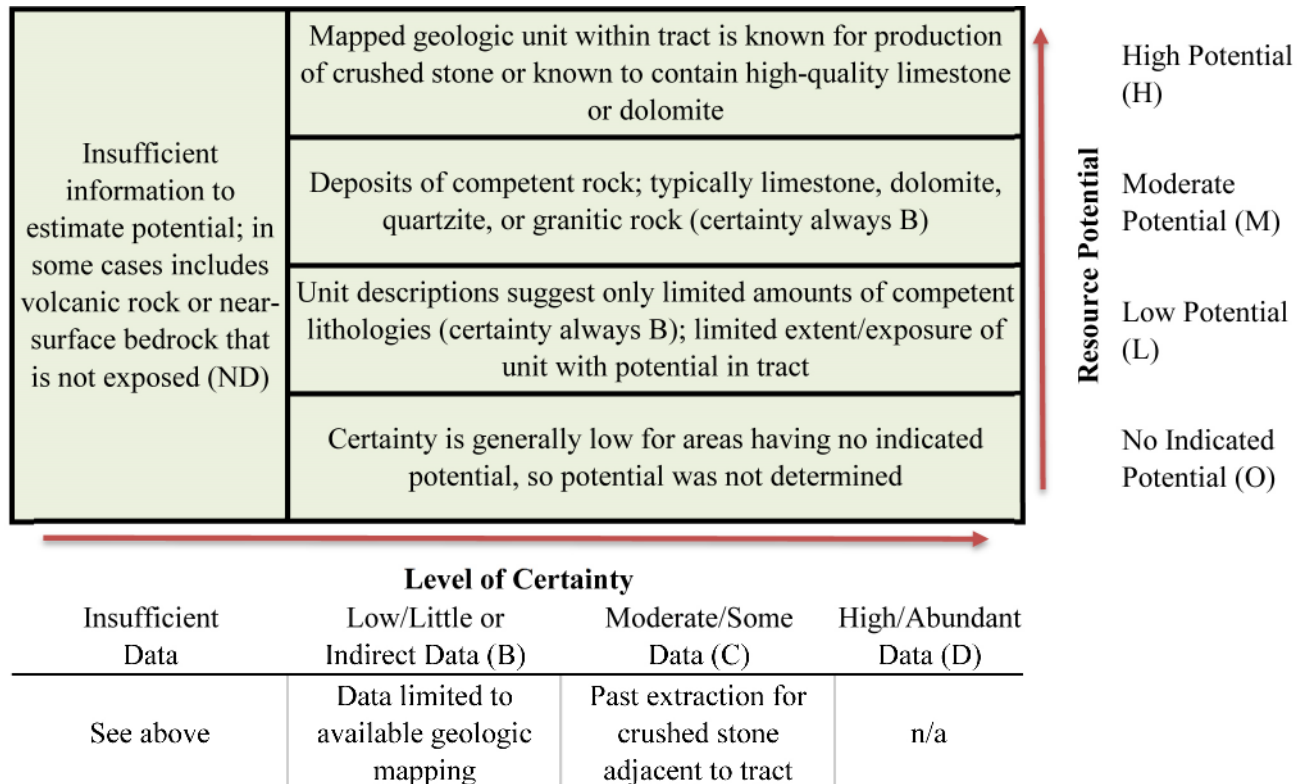 Insufficient
information to
estimate potential; in
some cases includes
volcanic rock or near-
surface bedrock that
is not exposed (ND)
Mapped geologic unit within tract is known for production
of crushed stone or known to contain high-quality limestone
or dolomite
Deposits of competent rock; typically limestone, dolomite,
quartzite, or granitic rock (certainty always B)
Unit descriptions suggest only limited amounts of competent
lithologies (certainty always B); limited extent/exposure of
unit with potential in tract
Certainty is generally low for areas having no indicated
potential, so potential was not determined
Resource Potential
High Potential
(H)
Moderate
Potential (M)
Low Potential
(L)
No Indicated
Potential (O)
Level of Certainty
Insufficient
Data
Low/Little or
Indirect Data (B)
Moderate/Some
Data (C)
High/Abundant
Data (D)
See above
Data limited to
available geologic
mapping
Past extraction for
crushed stone
adjacent to tract
n/a